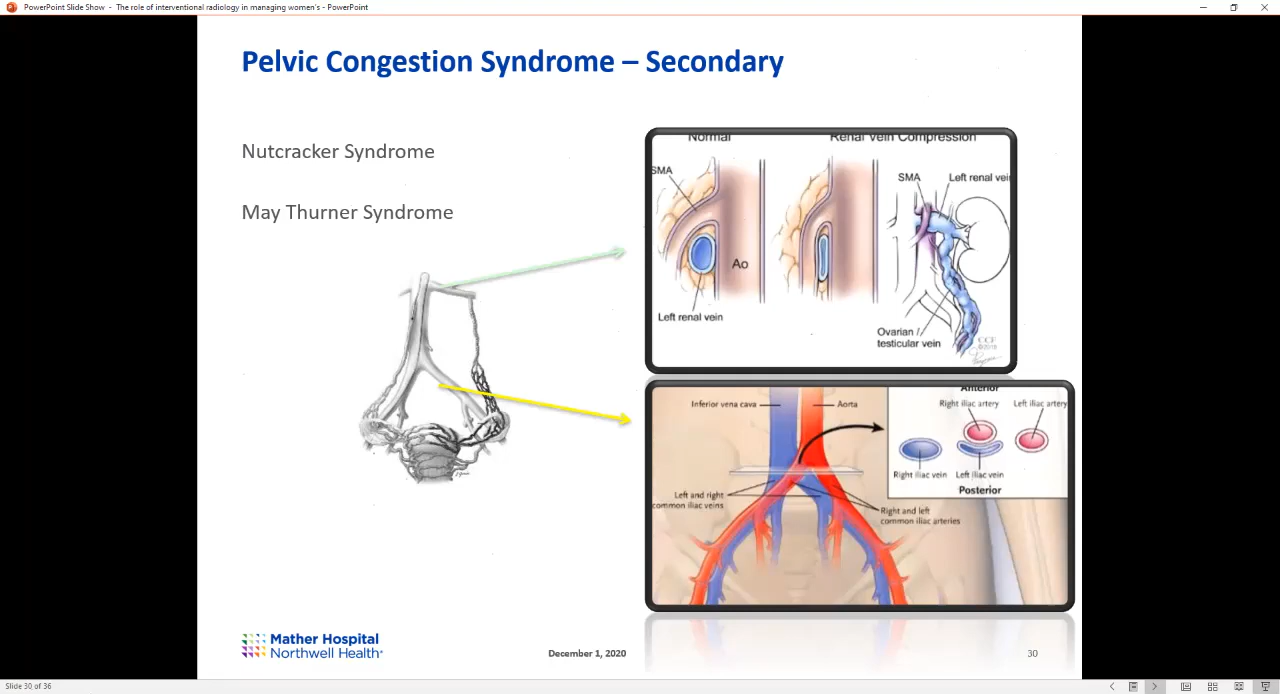 PowerPoint Slide Show - The role of interventional radiology in managing women's - PowerPoint
Pelvic Congestion Syndrome – Secondary
Nutcracker Syndrome
May Thurner Syndrome
Normal
Renal Vein Compression
SMA
Ao
Left renal vein
SMA
Left renal vei
Ovarian /
testicular vein
CCF
©2018
Inferior vena cava
Aorta
Left and right
common iliac veins
Right and left
common iliac arteries
Anterior
Right iliac artery
Left iliac artery
Right iliac vein
Left iliac vein
Posterior
Mather Hospital
Northwell Health®
December 1, 2020
30
Slide 30 of 36